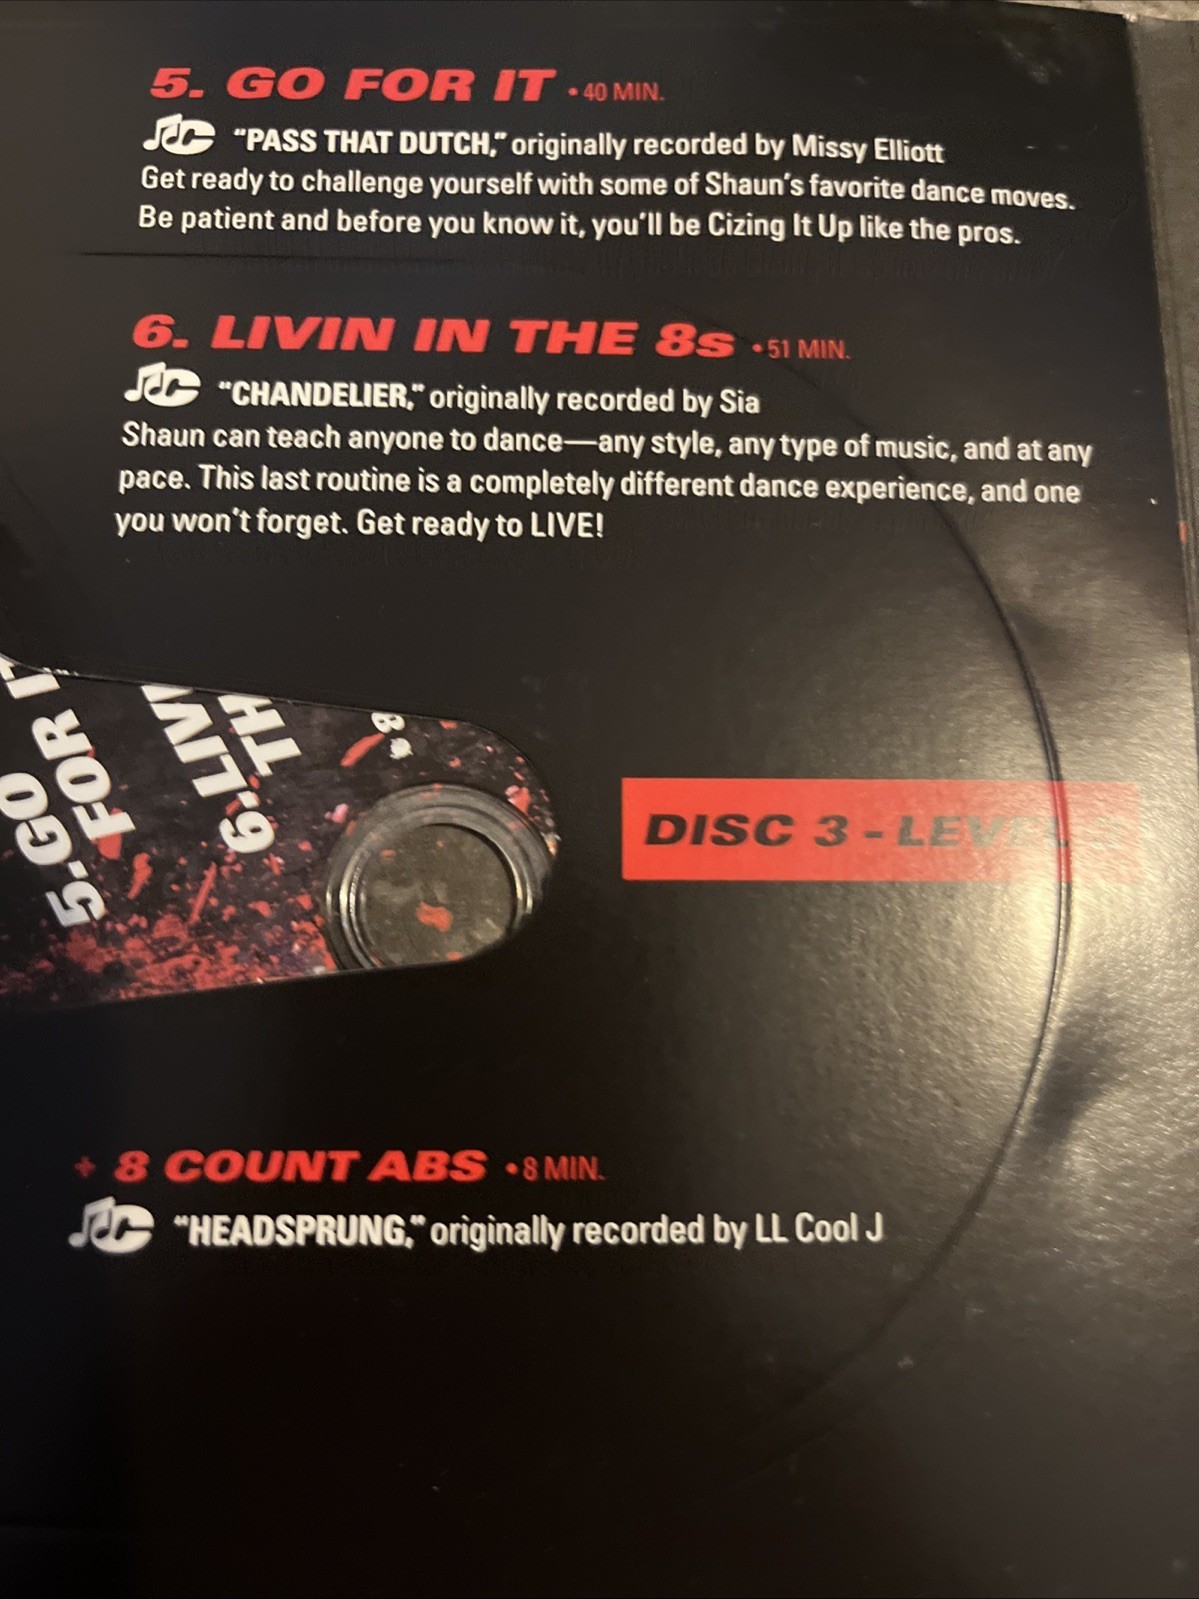 5. GO FOR IT • 40 MIN.
"PASS THAT DUTCH," originally recorded by Missy Elliott
Get ready to challenge yourself with some of Shaun's favorite dance moves.
Be patient and before you know it, you'll be Cizing It Up like the pros.
6. LIVIN IN THE 8s • 51 MIN.
"CHANDELIER," originally recorded by Sia
Shaun can teach anyone to dance—any style, any type of music, and at any
pace. This last routine is a completely different dance experience, and one
you won't forget. Get ready to LIVE!
5. GO
FOR
6.
8
DISC 3 - LEVEL
+ 8 COUNT ABS • 8 MIN.
"HEADSPRUNG," originally recorded by LL Cool J